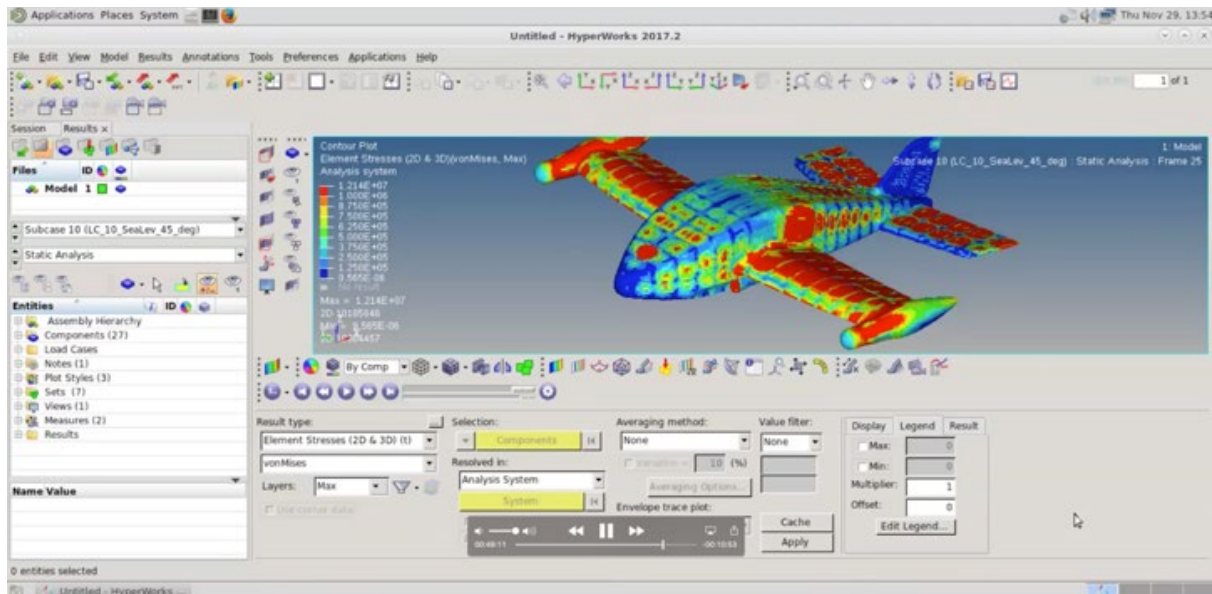 Applications Places System
Thu Nov 29, 13:54
Untitled - HyperWorks 2017.2
File Edit View Model Results Annotations Tools Preferences Applications Help
1 of 1
Session Results x
Files ID
Model 1
Subcase 10 (LC_10_SeaLev_45_deg)
Static Analysis
Entities ID
Assembly Hierarchy
Components (27)
Load Cases
Notes (1)
Plot Styles (3)
Sets (7)
Views (1)
Measures (2)
Results
Name Value
Contour Plot
Element Stresses (2D & 3D)(vonMises, Max)
Analysis system
1.214E+07
1.000E+06
8.750E+05
7.500E+05
6.250E+05
5.000E+05
3.750E+05
2.500E+05
1.250E+05
No result
Max = 1.214E+07
1: Model
Subcase 10 (LC_10_SeaLev_45_deg) : Static Analysis : Frame 25
By Comp
Result type:
Element Stresses (2D & 3D) (t)
vonMises
Layers: Max
Use corner data
Selection:
Components
Resolved in:
Analysis System
System
Averaging method:
None
10 (%)
Averaging Options...
Envelope trace plot:
Value filter:
None
Cache
Apply
Display Legend Result
Max: 0
Min: 0
Multiplier: 1
Offset: 0
Edit Legend...
00:49:11
-00:10:53
0 entities selected
Untitled - HyperWorks ...